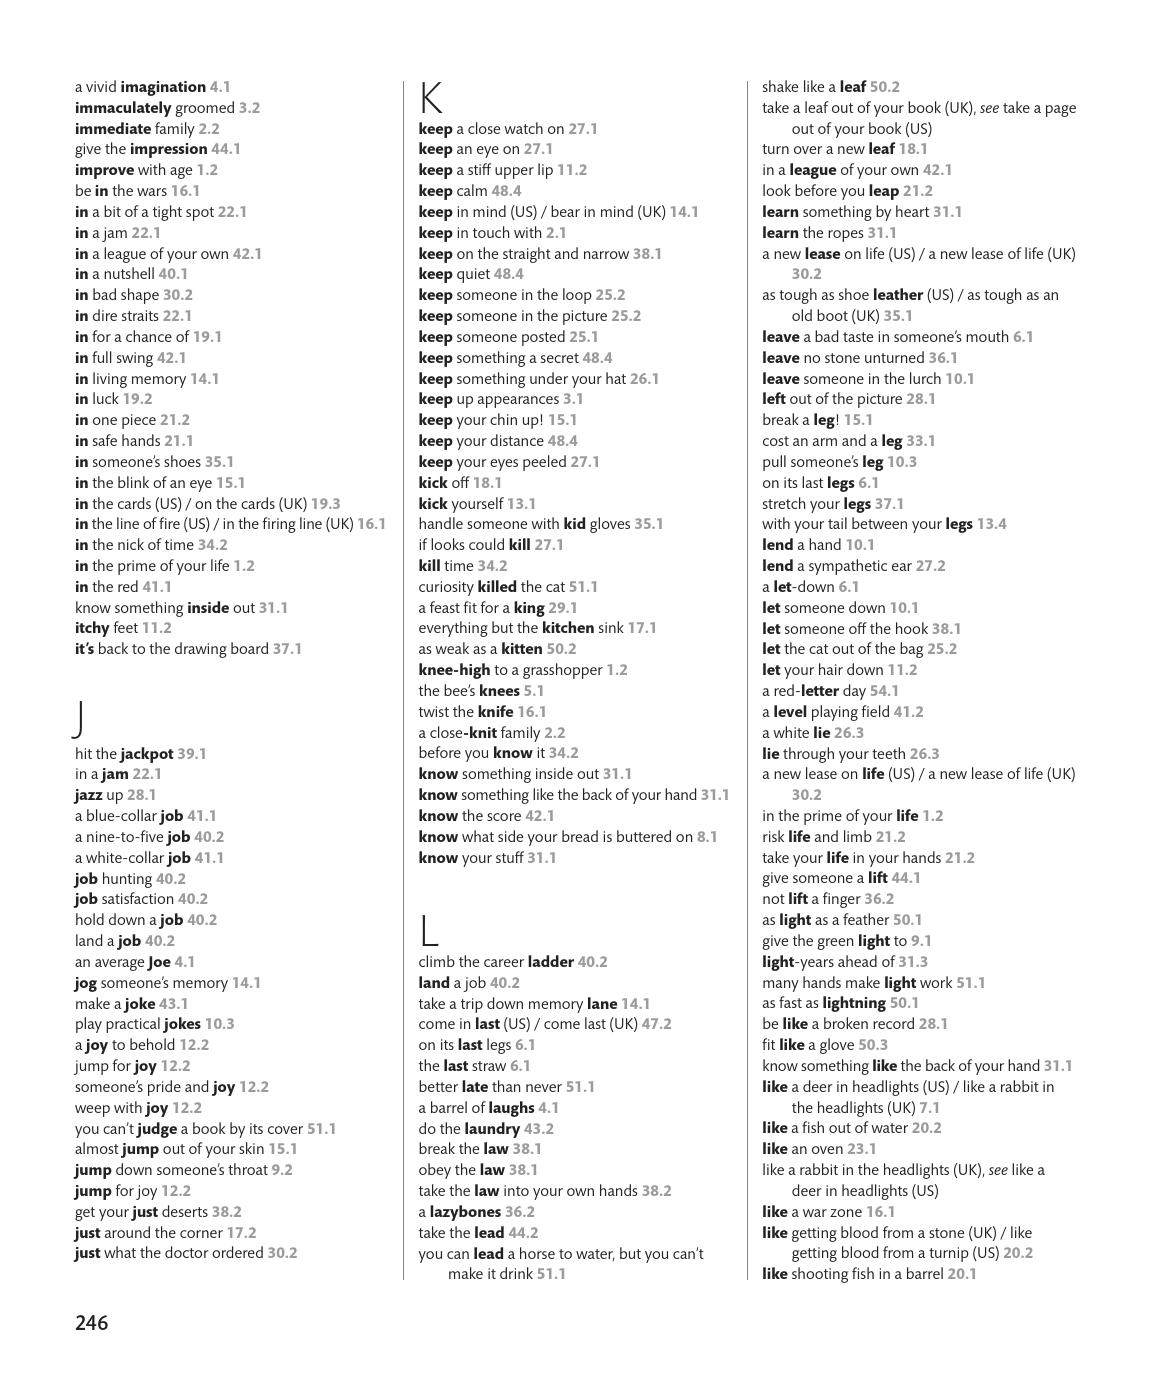 a vivid imagination 4.1
immaculately groomed 3.2
immediate family 2.2
give the impression 44.1
improve with age 1.2
be in the wars 16.1
in a bit of a tight spot 22.1
in a jam 22.1
in a league of your own 42.1
in a nutshell 40.1
in bad shape 30.2
in dire straits 22.1
in for a chance of 19.1
in full swing 42.1
in living memory 14.1
in luck 19.2
in one piece 21.2
in safe hands 21.1
in someone's shoes 35.1
in the blink of an eye 15.1
in the cards (US) / on the cards (UK) 19.3
in the line of fire (US) / in the firing line (UK) 16.1
in the nick of time 34.2
in the prime of your life 1.2
in the red 41.1
know something inside out 31.1
itchy feet 11.2
it's back to the drawing board 37.1
J
hit the jackpot 39.1
in a jam 22.1
jazz up 28.1
a blue-collar job 41.1
a nine-to-five job 40.2
a white-collar job 41.1
job hunting 40.2
job satisfaction 40.2
hold down a job 40.2
land a job 40.2
an average Joe 4.1
jog someone's memory 14.1
make a joke 43.1
play practical jokes 10.3
a joy to behold 12.2
jump for joy 12.2
someone's pride and joy 12.2
weep with joy 12.2
you can't judge a book by its cover 51.1
almost jump out of your skin 15.1
jump down someone's throat 9.2
jump for joy 12.2
get your just deserts 38.2
just around the corner 17.2
just what the doctor ordered 30.2
K
keep a close watch on 27.1
keep an eye on 27.1
keep a stiff upper lip 11.2
keep calm 48.4
keep in mind (US) / bear in mind (UK) 14.1
keep in touch with 2.1
keep on the straight and narrow 38.1
keep quiet 48.4
keep someone in the loop 25.2
keep someone in the picture 25.2
keep someone posted 25.1
keep something a secret 48.4
keep something under your hat 26.1
keep up appearances 3.1
keep your chin up! 15.1
keep your distance 48.4
keep your eyes peeled 27.1
kick off 18.1
kick yourself 13.1
handle someone with kid gloves 35.1
if looks could kill 27.1
kill time 34.2
curiosity killed the cat 51.1
a feast fit for a king 29.1
everything but the kitchen sink 17.1
as weak as a kitten 50.2
knee-high to a grasshopper 1.2
the bee's knees 5.1
twist the knife 16.1
a close-knit family 2.2
before you know it 34.2
know something inside out 31.1
know something like the back of your hand 31.1
know the score 42.1
know what side your bread is buttered on 8.1
know your stuff 31.1
L
climb the career ladder 40.2
land a job 40.2
take a trip down memory lane 14.1
come in last (US) / come last (UK) 47.2
on its last legs 6.1
the last straw 6.1
better late than never 51.1
a barrel of laughs 4.1
do the laundry 43.2
break the law 38.1
obey the law 38.1
take the law into your own hands 38.2
a lazybones 36.2
take the lead 44.2
you can lead a horse to water, but you can't
make it drink 51.1
shake like a leaf 50.2
take a leaf out of your book (UK), see take a page
out of your book (US)
turn over a new leaf 18.1
in a league of your own 42.1
look before you leap 21.2
learn something by heart 31.1
learn the ropes 31.1
a new lease on life (US) / a new lease of life (UK)
30.2
as tough as shoe leather (US) / as tough as an
old boot (UK) 35.1
leave a bad taste in someone's mouth 6.1
leave no stone unturned 36.1
leave someone in the lurch 10.1
left out of the picture 28.1
break a leg! 15.1
cost an arm and a leg 33.1
pull someone's leg 10.3
on its last legs 6.1
stretch your legs 37.1
with your tail between your legs 13.4
lend a hand 10.1
lend a sympathetic ear 27.2
a let-down 6.1
let someone down 10.1
let someone off the hook 38.1
let the cat out of the bag 25.2
let your hair down 11.2
a red-letter day 54.1
a level playing field 41.2
a white lie 26.3
lie through your teeth 26.3
a new lease on life (US) / a new lease of life (UK)
30.2
in the prime of your life 1.2
risk life and limb 21.2
take your life in your hands 21.2
give someone a lift 44.1
not lift a finger 36.2
as light as a feather 50.1
give the green light to 9.1
light-years ahead of 31.3
many hands make light work 51.1
as fast as lightning 50.1
be like a broken record 28.1
fit like a glove 50.3
know something like the back of your hand 31.1
like a deer in headlights (US) / like a rabbit in
the headlights (UK) 7.1
like a fish out of water 20.2
like an oven 23.1
like a rabbit in the headlights (UK), see like a
deer in headlights (US)
like a war zone 16.1
like getting blood from a stone (UK) / like
getting blood from a turnip (US) 20.2
like shooting fish in a barrel 20.1
246